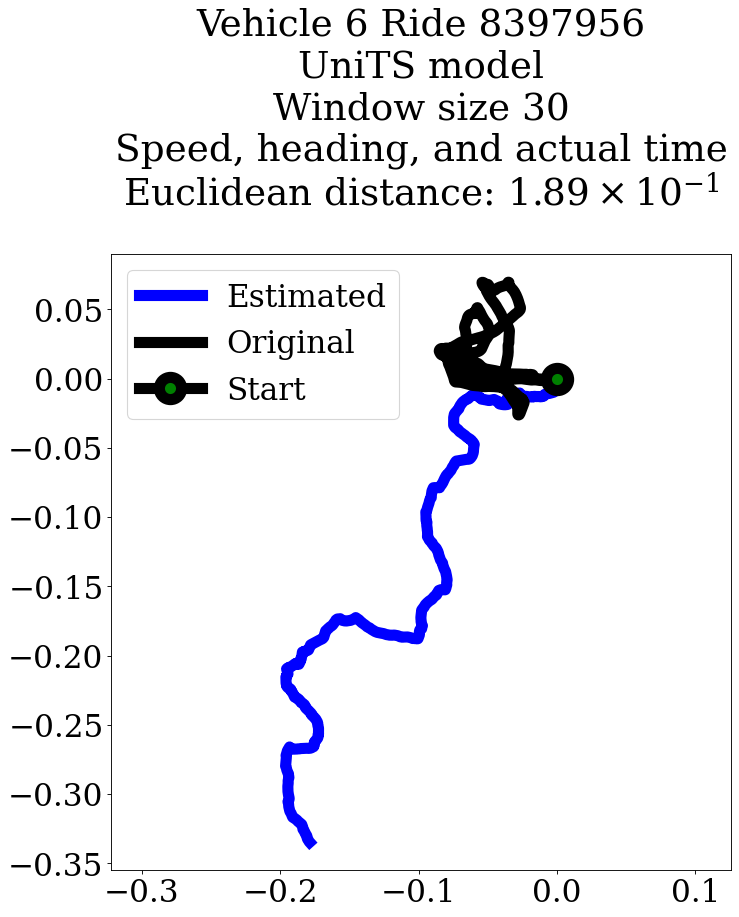 Vehicle 6 Ride 8397956
UniTS model
Window size 30
Speed, heading, and actual time
Euclidean distance: 1.89 × 10⁻¹
Estimated
Original
Start
0.05
0.00
−0.05
−0.10
−0.15
−0.20
−0.25
−0.30
−0.35
−0.3 −0.2 −0.1 0.0 0.1